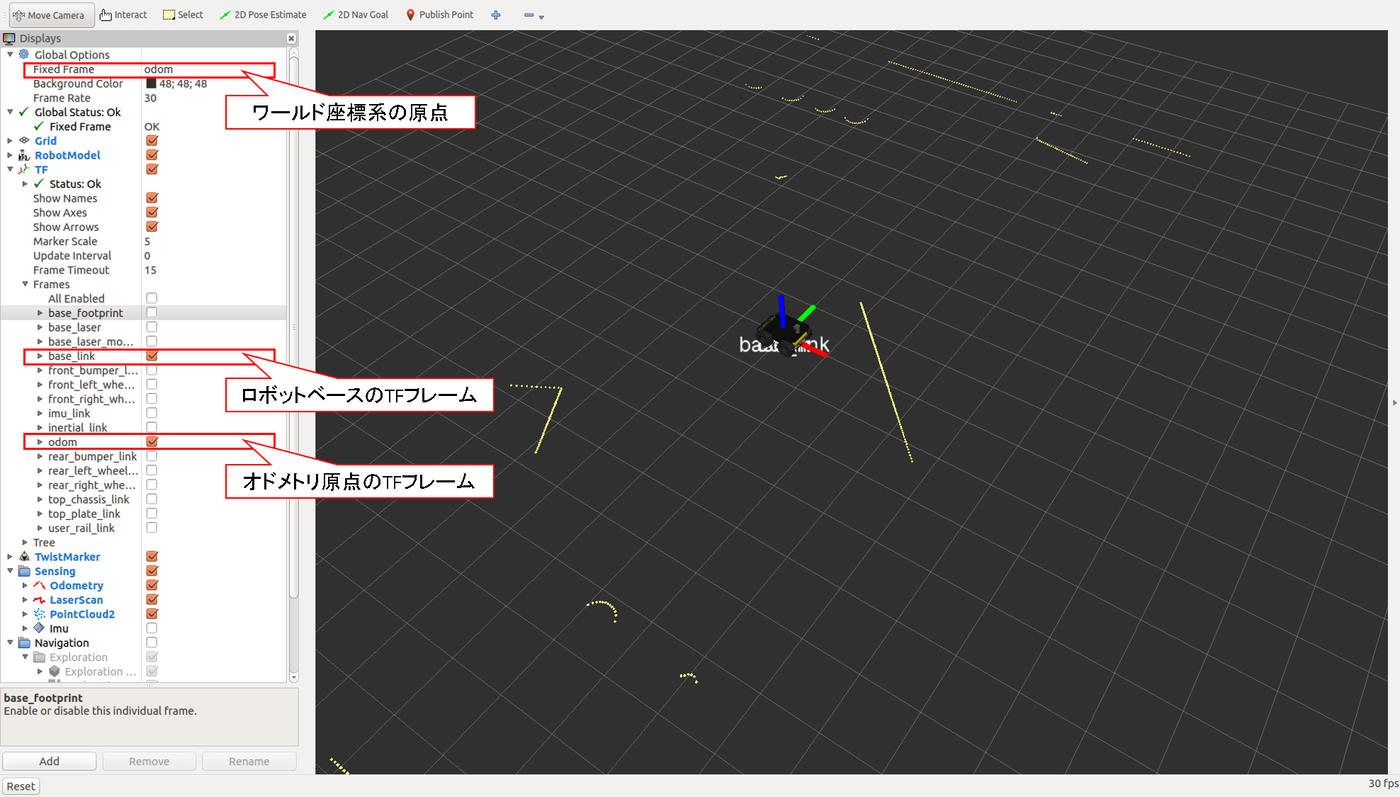 Move Camera Interact Select 2D Pose Estimate 2D Nav Goal Publish Point
Displays
Global Options
Fixed Frame odom
Background Color 48; 48; 48
Frame Rate 30
ワールド座標系の原点
Global Status: Ok
Fixed Frame OK
Grid
RobotModel
TF
Status: Ok
Show Names
Show Axes
Show Arrows
Marker Scale 5
Update Interval 0
Frame Timeout 15
Frames
All Enabled
base_footprint
base_laser
base_laser_mo...
base_link
front_bumper_l...
front_left_whe...
ロボットベースのTFフレーム
front_right_wh...
imu_link
inertial_link
odom
rear_bumper_link
rear_left_wheel...
オドメトリ原点のTFフレーム
rear_right_whe...
top_chassis_link
top_plate_link
user_rail_link
Tree
TwistMarker
Sensing
Odometry
LaserScan
PointCloud2
Imu
Navigation
Exploration
Exploration ...
base_footprint
Enable or disable this individual frame.
Add Remove Rename
Reset
30 fps